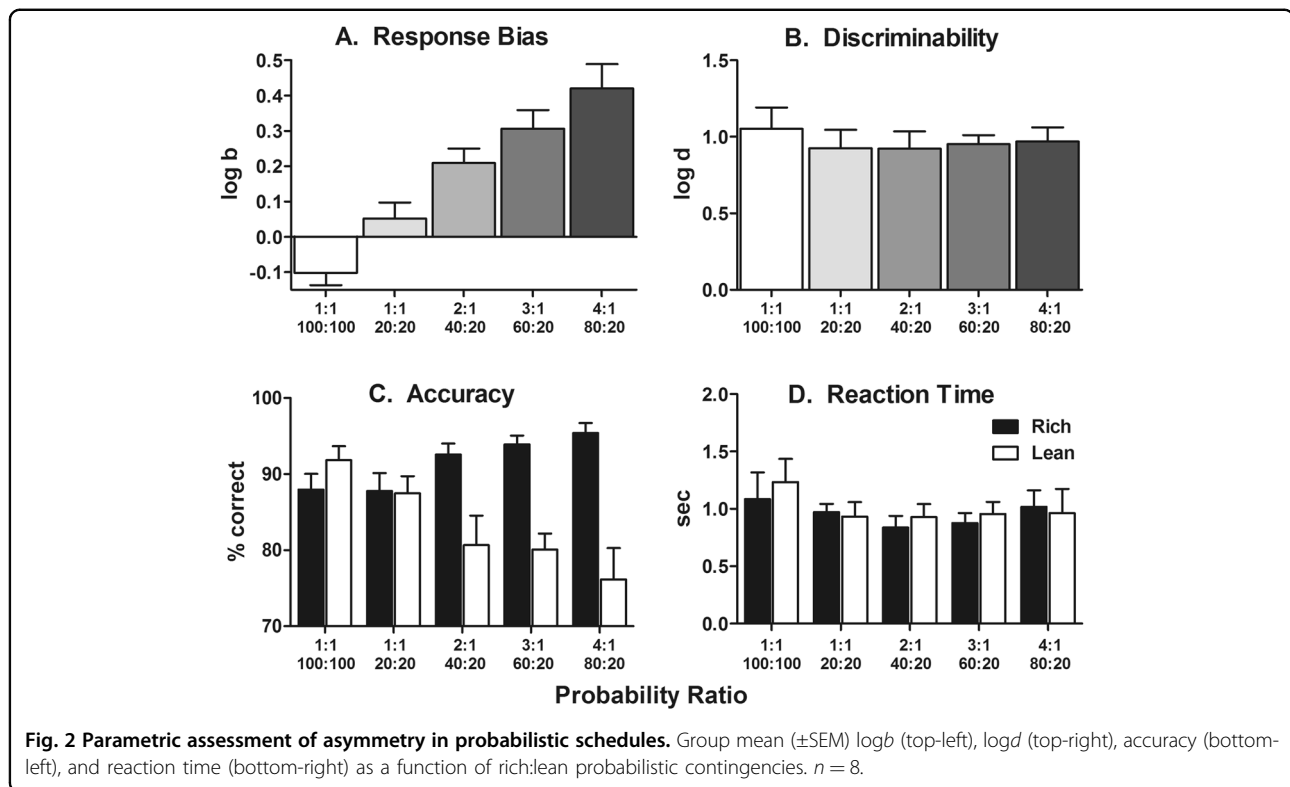 A. Response Bias
log b
0.5
0.4
0.3
0.2
0.1
0.0
-0.1
1:1 1:1 2:1 3:1 4:1
100:100 20:20 40:20 60:20 80:20
B. Discriminability
log d
1.5
1.0
0.5
0.0
1:1 1:1 2:1 3:1 4:1
100:100 20:20 40:20 60:20 80:20
C. Accuracy
% correct
100
90
80
70
1:1 1:1 2:1 3:1 4:1
100:100 20:20 40:20 60:20 80:20
D. Reaction Time
sec
2.0
1.5
1.0
0.5
0.0
Rich
Lean
1:1 1:1 2:1 3:1 4:1
100:100 20:20 40:20 60:20 80:20
Probability Ratio
Fig. 2 Parametric assessment of asymmetry in probabilistic schedules. Group mean (±SEM) logb (top-left), logd (top-right), accuracy (bottom-
left), and reaction time (bottom-right) as a function of rich:lean probabilistic contingencies. n = 8.